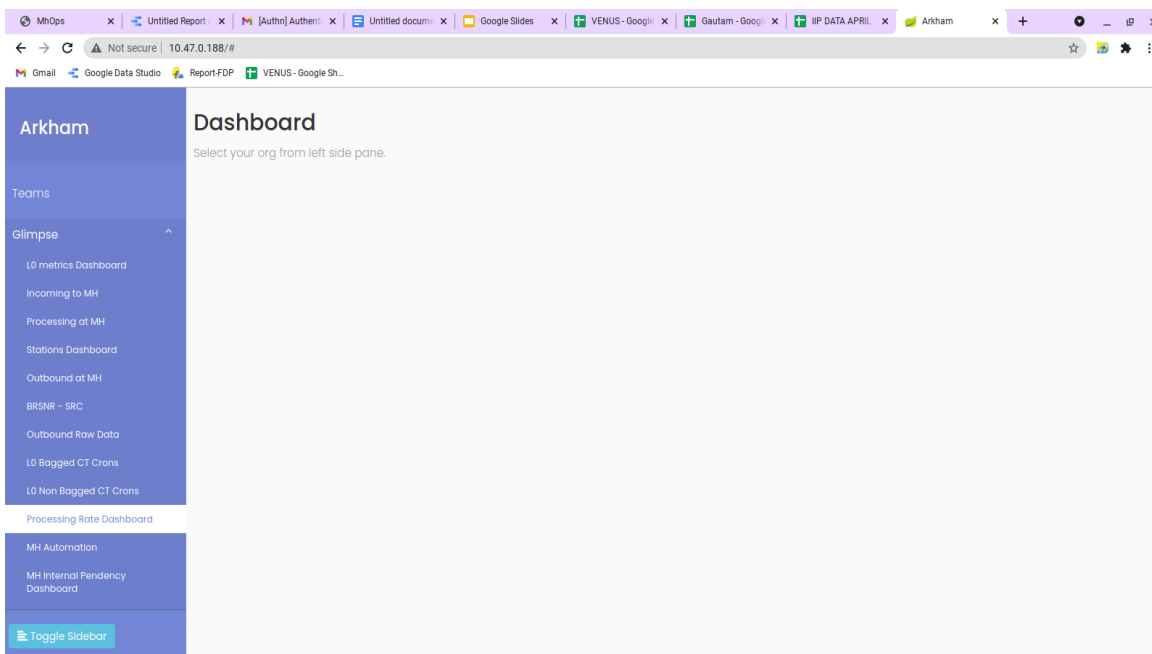 MhOps
Untitled Report
[Authn] Authenti
Untitled docume
Google Slides
VENUS - Google
Gautam - Googl
IIP DATA APRIL -
Arkham
Not secure
10.47.0.188/#
Gmail
Google Data Studio
Report-FDP
VENUS - Google Sh...
Arkham
Teams
Glimpse
L0 metrics Dashboard
Incoming to MH
Processing at MH
Stations Dashboard
Outbound at MH
BRSNR - SRC
Outbound Raw Data
L0 Bagged CT Crons
L0 Non Bagged CT Crons
Processing Rate Dashboard
MH Automation
MH Internal Pendency
Dashboard
Toggle Sidebar
Dashboard
Select your org from left side pane.